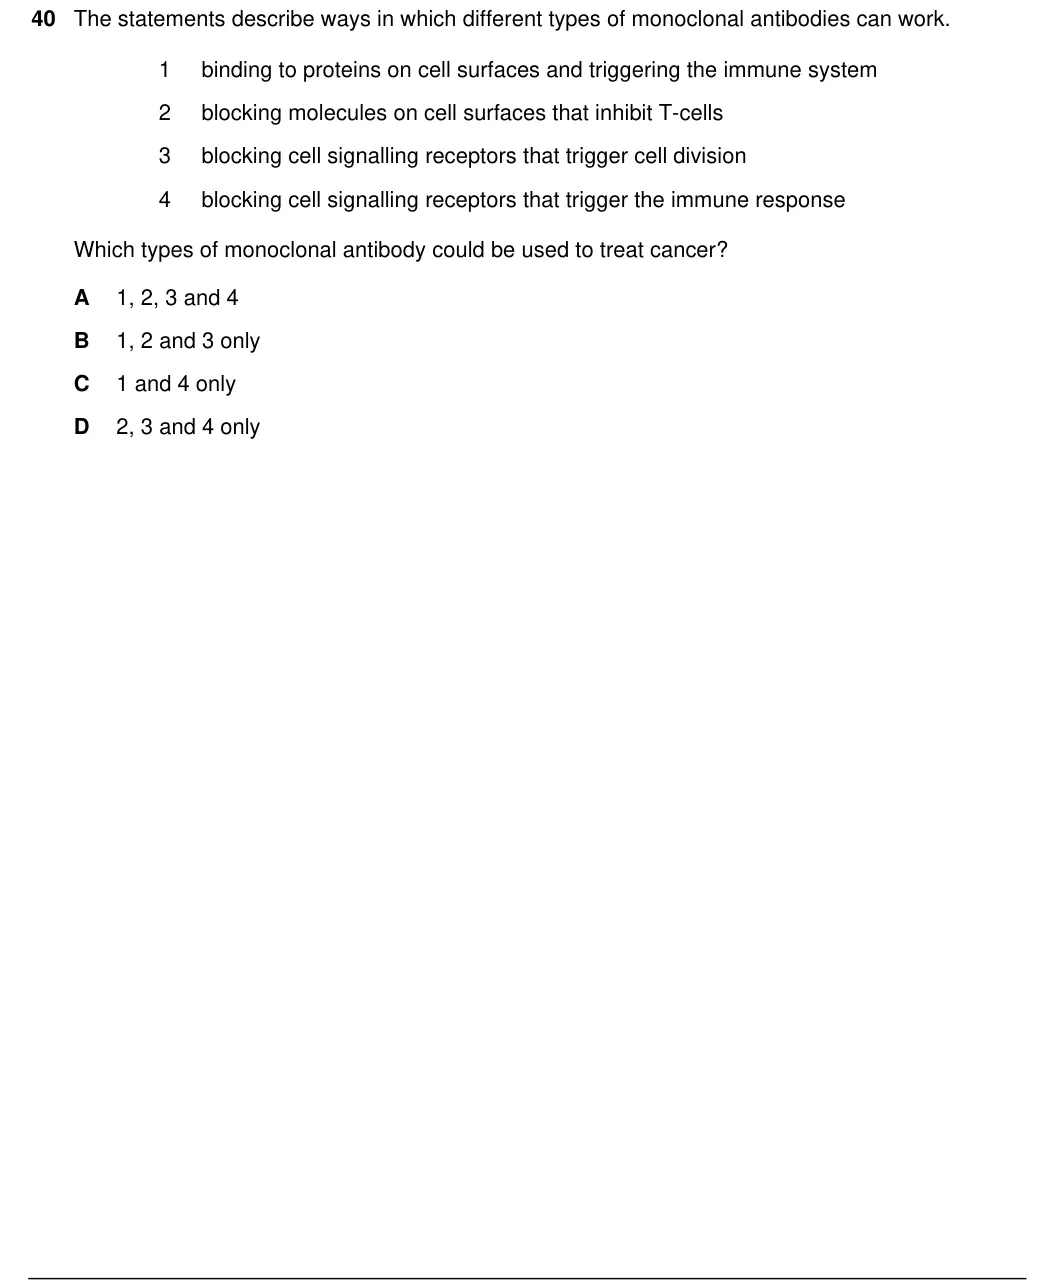 40 The statements describe ways in which different types of monoclonal antibodies can work.
1 binding to proteins on cell surfaces and triggering the immune system
2 blocking molecules on cell surfaces that inhibit T-cells
3 blocking cell signalling receptors that trigger cell division
4 blocking cell signalling receptors that trigger the immune response
Which types of monoclonal antibody could be used to treat cancer?
A 1, 2, 3 and 4
B 1, 2 and 3 only
C 1 and 4 only
D 2, 3 and 4 only